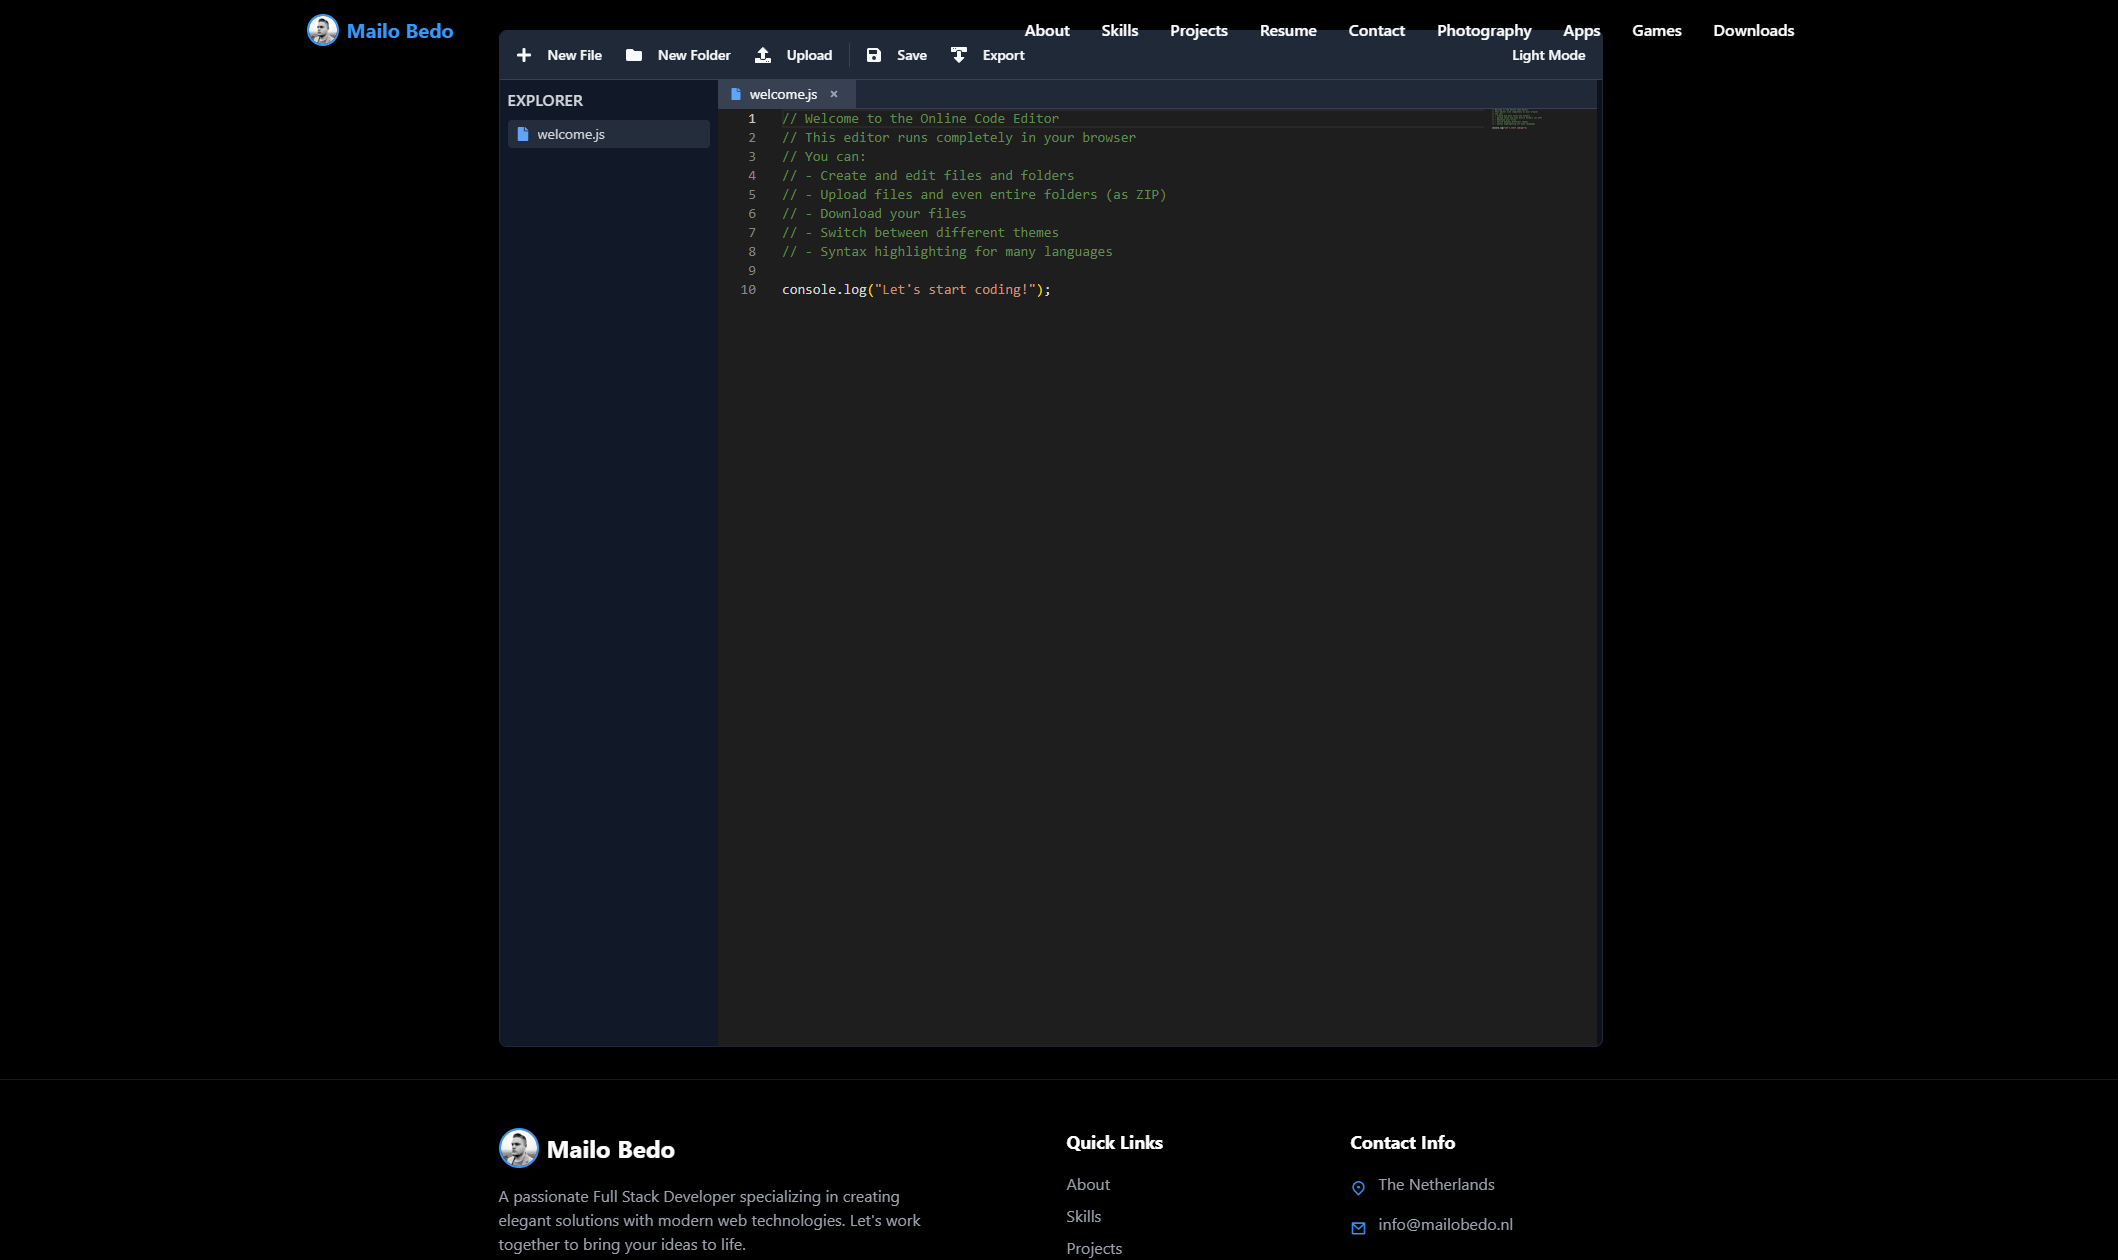 Mailo Bedo
About Skills Projects Resume Contact Photography Apps Games Downloads
New File New Folder Upload Save Export Light Mode
EXPLORER
welcome.js
welcome.js ×
1 // Welcome to the Online Code Editor
2 // This editor runs completely in your browser
3 // You can:
4 // - Create and edit files and folders
5 // - Upload files and even entire folders (as ZIP)
6 // - Download your files
7 // - Switch between different themes
8 // - Syntax highlighting for many languages
9
10 console.log("Let's start coding!");
Mailo Bedo
A passionate Full Stack Developer specializing in creating
elegant solutions with modern web technologies. Let's work
together to bring your ideas to life.
Quick Links
About
Skills
Projects
Contact Info
The Netherlands
info@mailobedo.nl